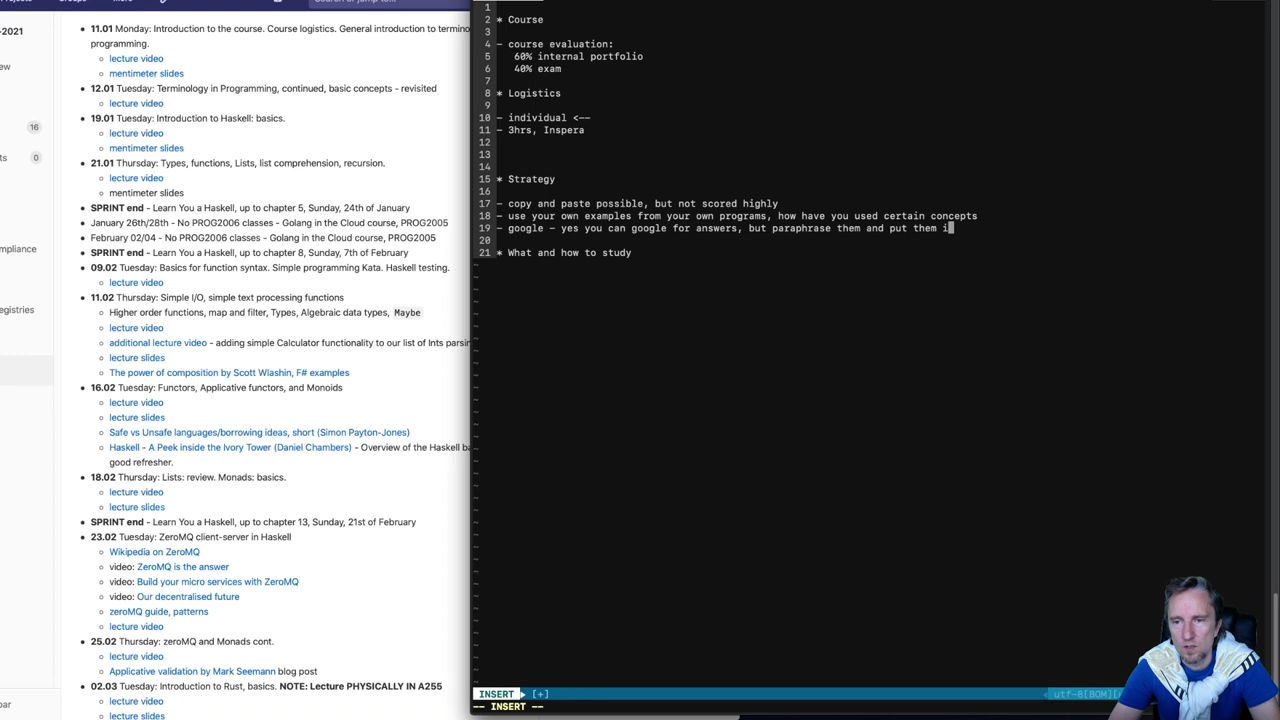 -2021
ew
16
ts
0
mpliance
egistries
bar
11.01 Monday: Introduction to the course. Course logistics. General introduction to termino
programming.
lecture video
mentimeter slides
12.01 Tuesday: Terminology in Programming, continued, basic concepts - revisited
lecture video
19.01 Tuesday: Introduction to Haskell: basics.
lecture video
mentimeter slides
21.01 Thursday: Types, functions, Lists, list comprehension, recursion.
lecture video
mentimeter slides
SPRINT end - Learn You a Haskell, up to chapter 5, Sunday, 24th of January
January 26th/28th - No PROG2006 classes - Golang in the Cloud course, PROG2005
February 02/04 - No PROG2006 classes - Golang in the Cloud course, PROG2005
SPRINT end - Learn You a Haskell, up to chapter 8, Sunday, 7th of February
09.02 Tuesday: Basics for function syntax. Simple programming Kata. Haskell testing.
lecture video
11.02 Thursday: Simple I/O, simple text processing functions
Higher order functions, map and filter, Types, Algebraic data types, Maybe
lecture video
additional lecture video - adding simple Calculator functionality to our list of Ints parsin
lecture slides
The power of composition by Scott Wlashin, F# examples
16.02 Tuesday: Functors, Applicative functors, and Monoids
lecture video
lecture slides
Safe vs Unsafe languages/borrowing ideas, short (Simon Payton-Jones)
Haskell - A Peek inside the Ivory Tower (Daniel Chambers) - Overview of the Haskell ba
good refresher.
18.02 Thursday: Lists: review. Monads: basics.
lecture video
lecture slides
SPRINT end - Learn You a Haskell, up to chapter 13, Sunday, 21st of February
23.02 Tuesday: ZeroMQ client-server in Haskell
Wikipedia on ZeroMQ
video: ZeroMQ is the answer
video: Build your micro services with ZeroMQ
video: Our decentralised future
zeroMQ guide, patterns
lecture video
25.02 Thursday: zeroMQ and Monads cont.
lecture video
Applicative validation by Mark Seemann blog post
02.03 Tuesday: Introduction to Rust, basics. NOTE: Lecture PHYSICALLY IN A255
lecture video
lecture slides
1
2 * Course
3
4 - course evaluation:
5 60% internal portfolio
6 40% exam
7
8 * Logistics
9
10 - individual <--
11 - 3hrs, Inspera
12
13
14
15 * Strategy
16
17 - copy and paste possible, but not scored highly
18 - use your own examples from your own programs, how have you used certain concepts
19 - google - yes you can google for answers, but paraphrase them and put them i
20
21 * What and how to study
INSERT [+]
utf-8[BOM][
-- INSERT --